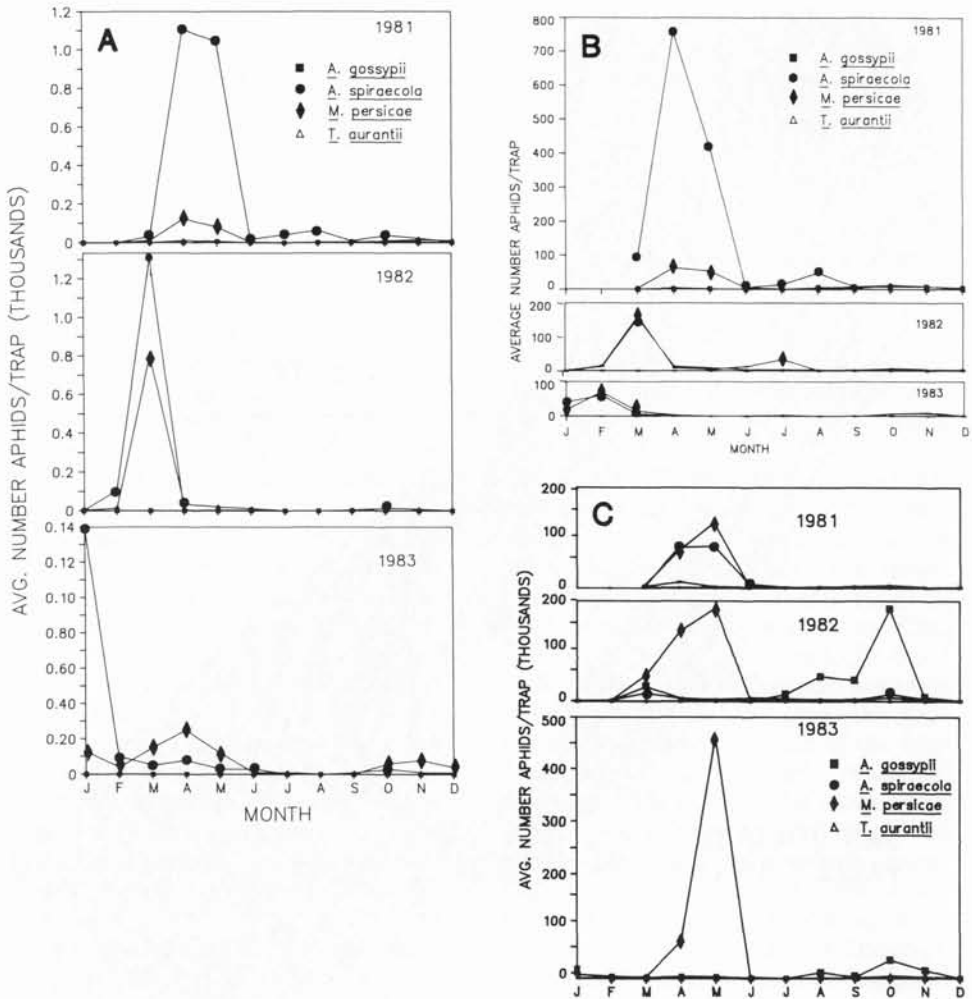 A
1981
1.2
1.0
0.8
0.6
0.4
0.2
0
A. gossypii
A. spiraecola
M. persicae
T. aurantii
1982
1.2
1.0
0.8
0.6
0.4
0.2
0
1983
0.14
0.12
0.10
0.80
0.60
0.40
0.20
0
J F M A M J J A S O N D
MONTH
AVG. NUMBER APHIDS/TRAP (THOUSANDS)
B
1981
800
700
600
500
400
300
200
100
0
A. gossypii
A. spiraecola
M. persicae
T. aurantii
1982
200
100
0
1983
100
0
J F M A M J J A S O N D
MONTH
AVERAGE NUMBER APHIDS/TRAP
C
1981
200
100
0
1982
200
100
0
1983
500
400
300
200
100
0
A. gossypii
A. spiraecola
M. persicae
T. aurantii
J F M A M J J A S O N D
AVG. NUMBER APHIDS/TRAP (THOUSANDS)